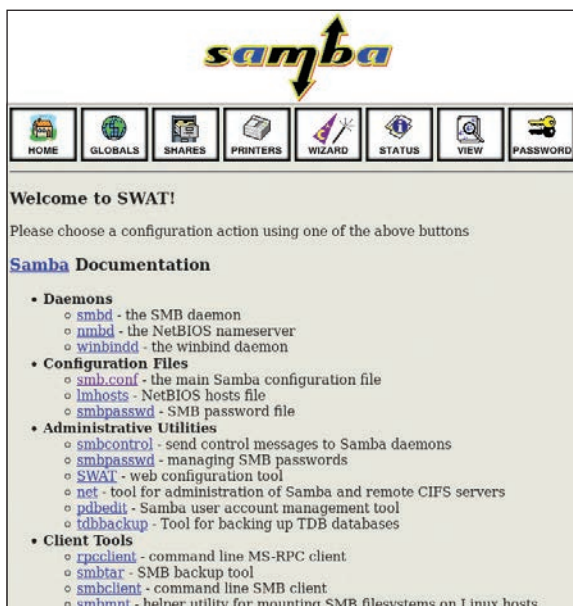 samba
HOME GLOBALS SHARES PRINTERS WIZARD STATUS VIEW PASSWORD
Welcome to SWAT!
Please choose a configuration action using one of the above buttons
Samba Documentation
• Daemons
◦ smbd - the SMB daemon
◦ nmbd - the NetBIOS nameserver
◦ winbindd - the winbind daemon
• Configuration Files
◦ smb.conf - the main Samba configuration file
◦ lmhosts - NetBIOS hosts file
◦ smbpasswd - SMB password file
• Administrative Utilities
◦ smbcontrol - send control messages to Samba daemons
◦ smbpasswd - managing SMB passwords
◦ SWAT - web configuration tool
◦ net - tool for administration of Samba and remote CIFS servers
◦ pdbedit - Samba user account management tool
◦ tdbbackup - Tool for backing up TDB databases
• Client Tools
◦ rpcclient - command line MS-RPC client
◦ smbtar - SMB backup tool
◦ smbclient - command line SMB client
◦ smbmnt - helper utility for mounting SMB filesystems on Linux hosts